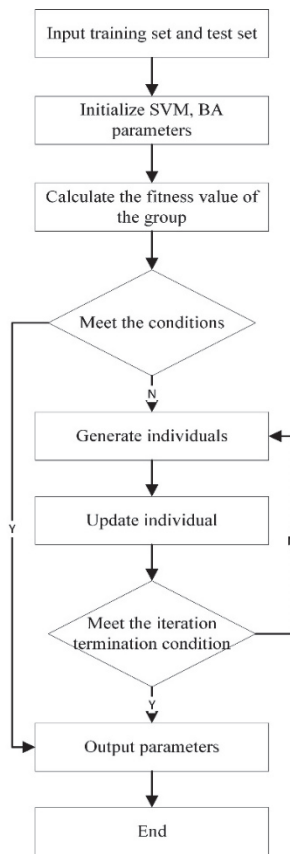 Input training set and test set
Initialize SVM, BA
parameters
Calculate the fitness value of
the group
Meet the conditions
N
Generate individuals
Y
Update individual
Meet the iteration
termination condition
Y
Output parameters
End